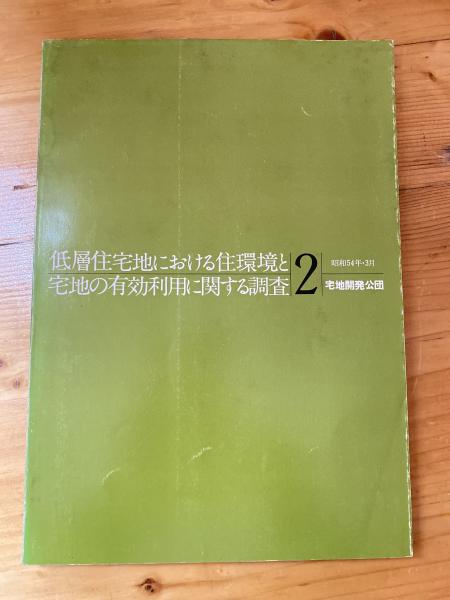 低層住宅地における住環境と
宅地の有効利用に関する調査
2
昭和54年・3月
宅地開発公団